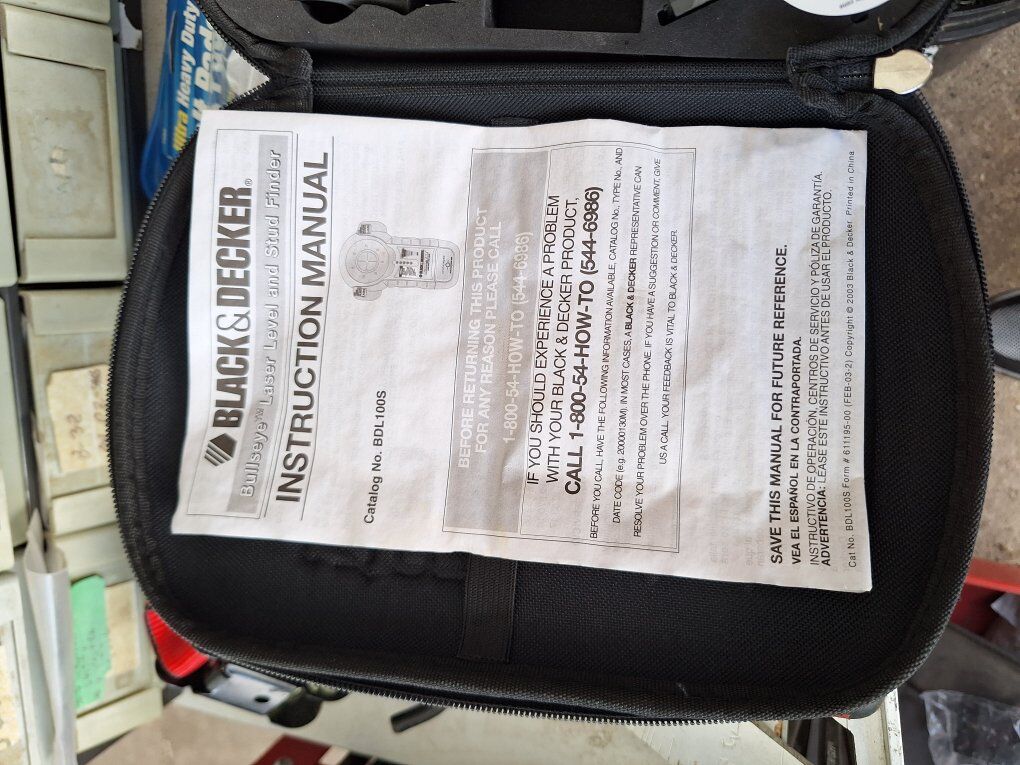 BLACK&DECKER®
Bullseye™ Laser Level and Stud Finder
INSTRUCTION MANUAL
Catalog No. BDL100S
BEFORE RETURNING THIS PRODUCT
FOR ANY REASON PLEASE CALL
1-800-54-HOW-TO (544-6986)
IF YOU SHOULD EXPERIENCE A PROBLEM
WITH YOUR BLACK & DECKER PRODUCT,
CALL 1-800-54-HOW-TO (544-6986)
BEFORE YOU CALL, HAVE THE FOLLOWING INFORMATION AVAILABLE, CATALOG No., TYPE No., AND
DATE CODE (e.g. 20000130M). IN MOST CASES, A BLACK & DECKER REPRESENTATIVE CAN
RESOLVE YOUR PROBLEM OVER THE PHONE. IF YOU HAVE A SUGGESTION OR COMMENT, GIVE
US A CALL. YOUR FEEDBACK IS VITAL TO BLACK & DECKER.
SAVE THIS MANUAL FOR FUTURE REFERENCE.
VEA EL ESPAÑOL EN LA CONTRAPORTADA.
INSTRUCTIVO DE OPERACIÓN, CENTROS DE SERVICIO Y PÓLIZA DE GARANTÍA.
ADVERTENCIA: LEASE ESTE INSTRUCTIVO ANTES DE USAR EL PRODUCTO.
Cat No. BDL100S Form # 611195-00 (FEB-03-2) Copyright © 2003 Black & Decker Printed in China
Ultra Heavy Duty